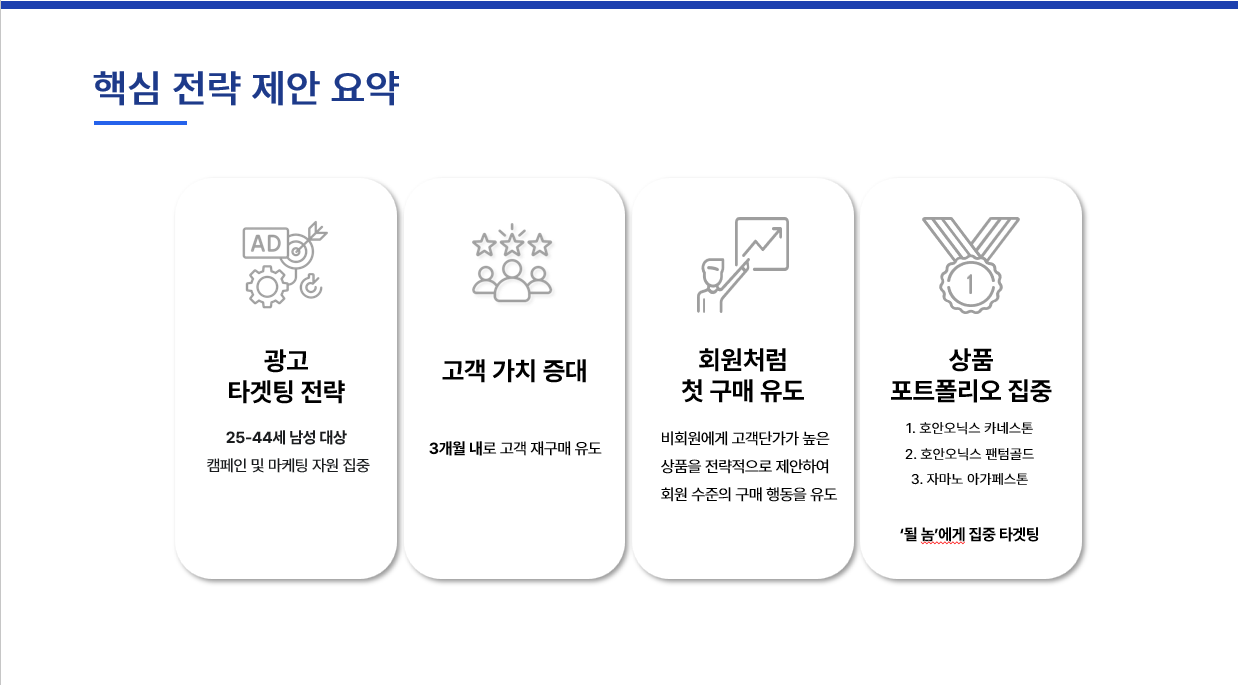 핵심 전략 제안 요약
AD
1
광고
타겟팅 전략
25-44세 남성 대상
캠페인 및 마케팅 자원 집중
고객 가치 증대
3개월 내로 고객 재구매 유도
회원처럼
첫 구매 유도
비회원에게 고객단가가 높은
상품을 전략적으로 제안하여
회원 수준의 구매 행동을 유도
상품
포트폴리오 집중
1. 호안오닉스 카네스톤
2. 호안오닉스 팬텀골드
3. 자마노 아가페스톤
‘될 놈’에게 집중 타겟팅